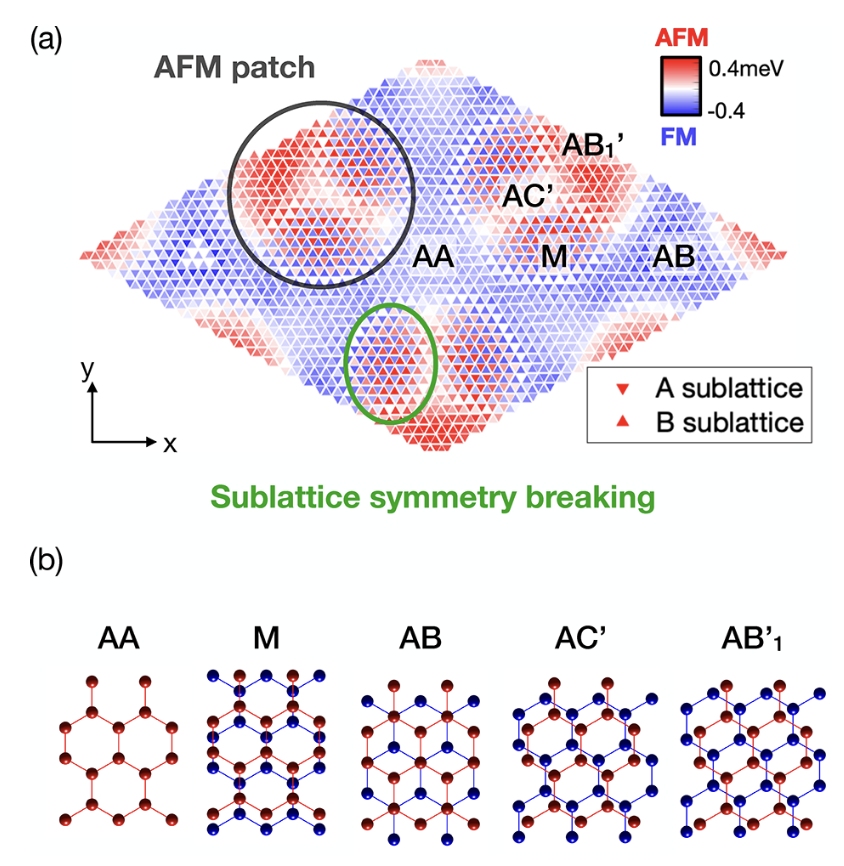 (a)
AFM patch
AFM
0.4meV
-0.4
FM
AB₁’
AC’
AA
M
AB
y
x
A sublattice
B sublattice
Sublattice symmetry breaking
(b)
AA
M
AB
AC’
AB’₁